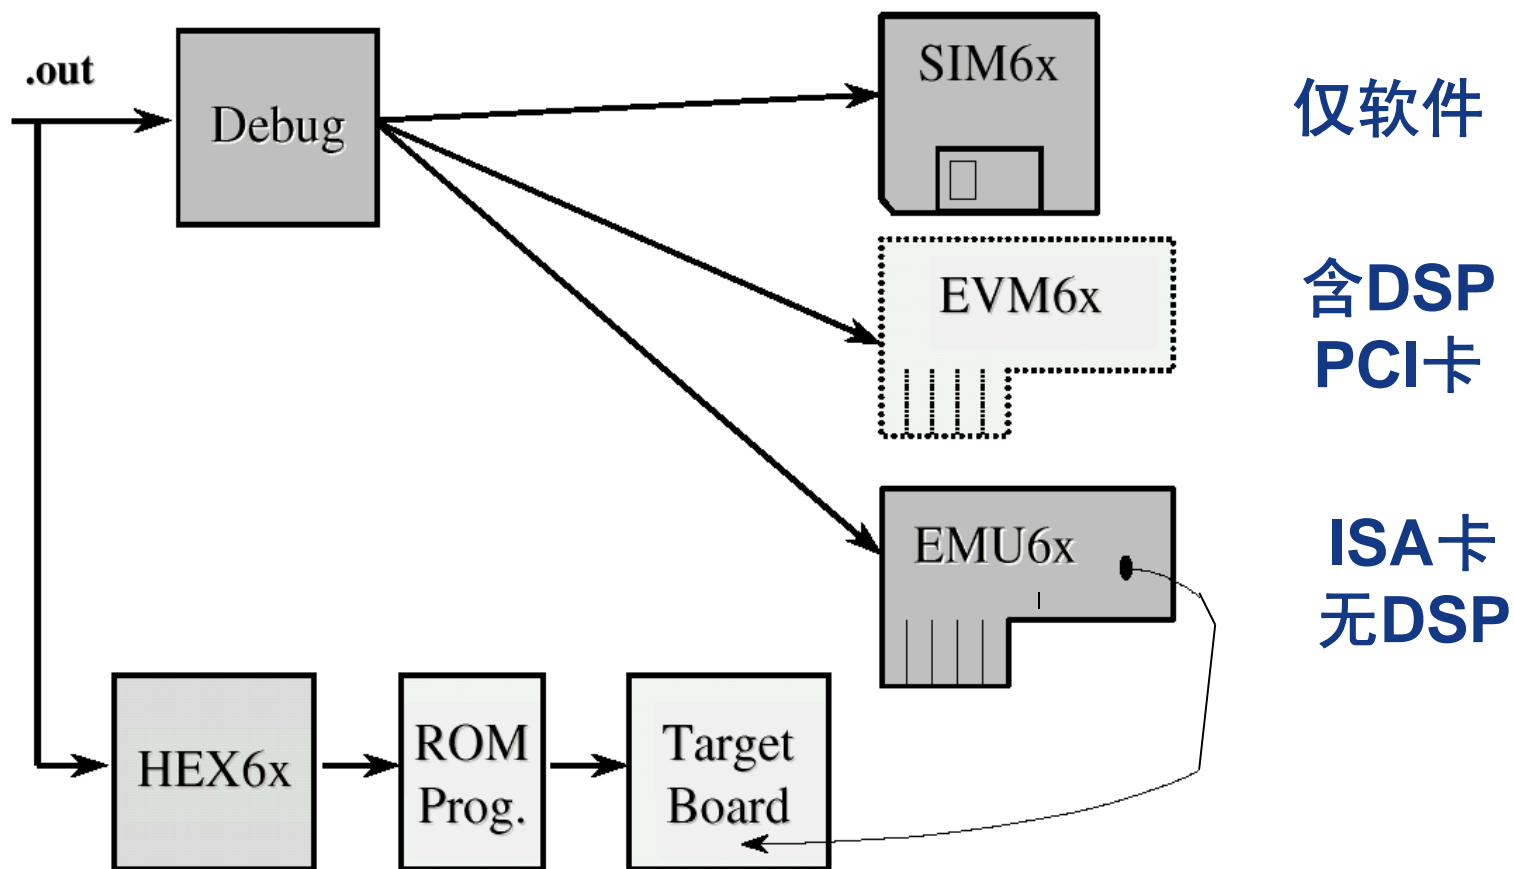 .out
Debug
SIM6x
仅软件
EVM6x
含DSP
PCI卡
EMU6x
ISA卡
无DSP
HEX6x
ROM
Prog.
Target
Board